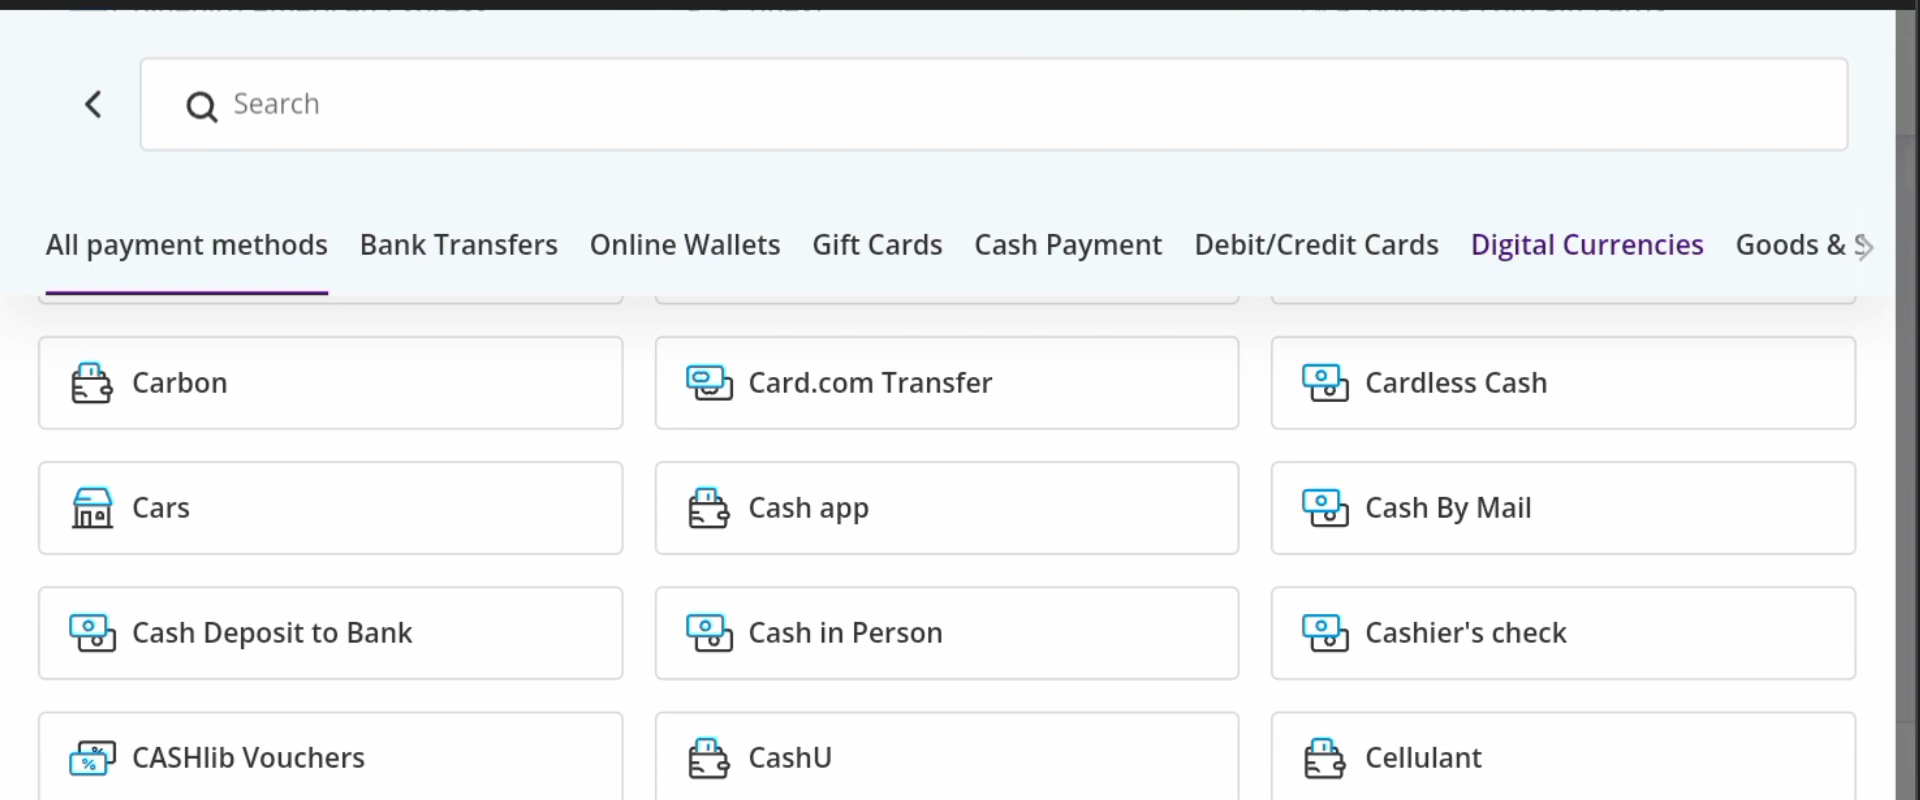 Search
All payment methods Bank Transfers Online Wallets Gift Cards Cash Payment Debit/Credit Cards Digital Currencies Goods &
Carbon Card.com Transfer Cardless Cash
Cars Cash app Cash By Mail
Cash Deposit to Bank Cash in Person Cashier's check
CASHlib Vouchers CashU Cellulant